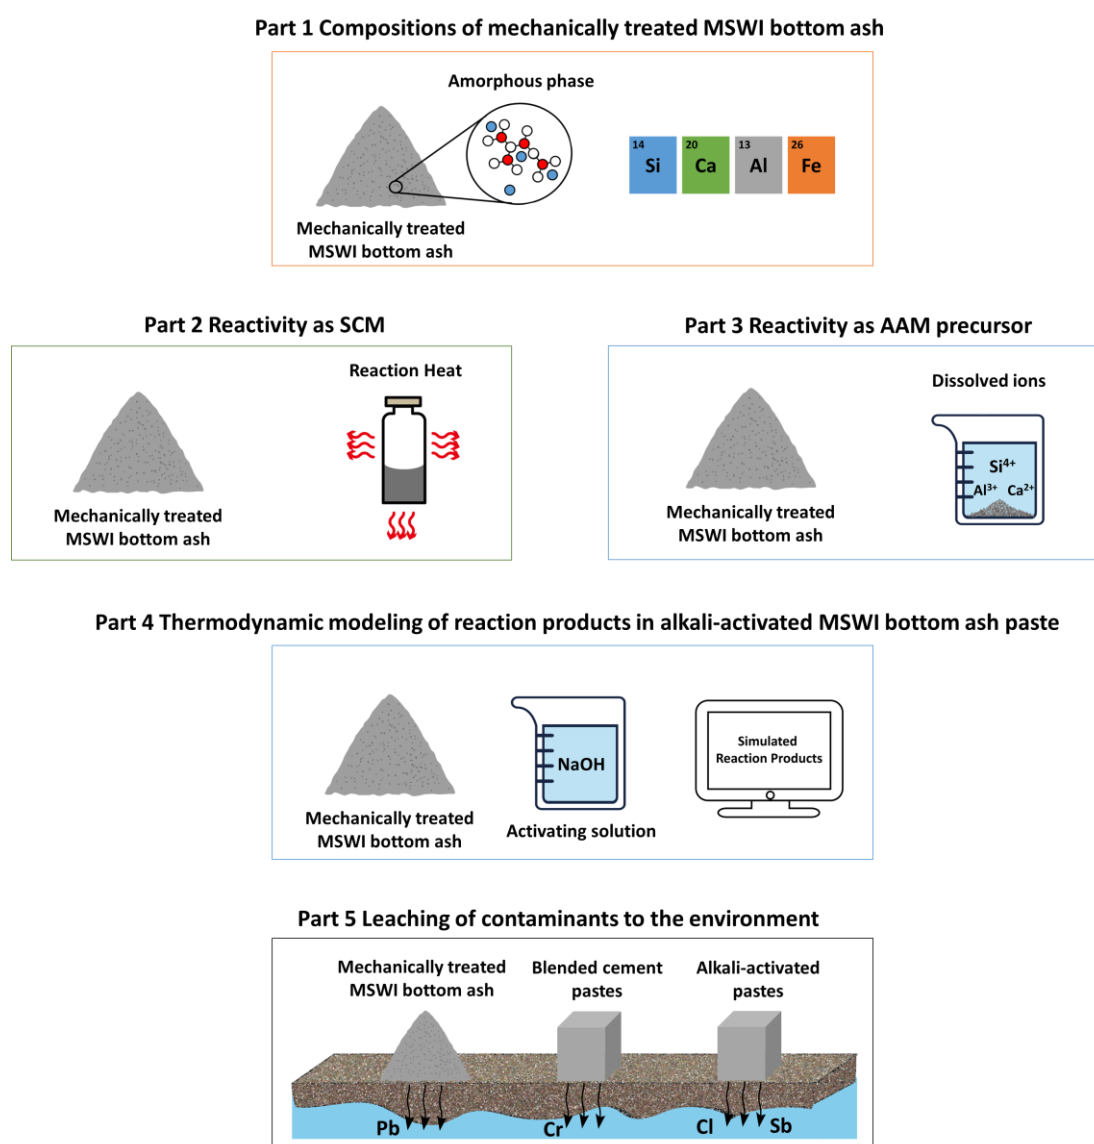 Part 1 Compositions of mechanically treated MSWI bottom ash
Amorphous phase
14
Si
20
Ca
13
Al
26
Fe
Mechanically treated
MSWI bottom ash
Part 2 Reactivity as SCM
Reaction Heat
Mechanically treated
MSWI bottom ash
Part 3 Reactivity as AAM precursor
Dissolved ions
Si⁴⁺
Al³⁺ Ca²⁺
Mechanically treated
MSWI bottom ash
Part 4 Thermodynamic modeling of reaction products in alkali-activated MSWI bottom ash paste
Mechanically treated
MSWI bottom ash
NaOH
Activating solution
Simulated
Reaction Products
Part 5 Leaching of contaminants to the environment
Mechanically treated
MSWI bottom ash
Blended cement
pastes
Alkali-activated
pastes
Pb
Cr
Cl
Sb